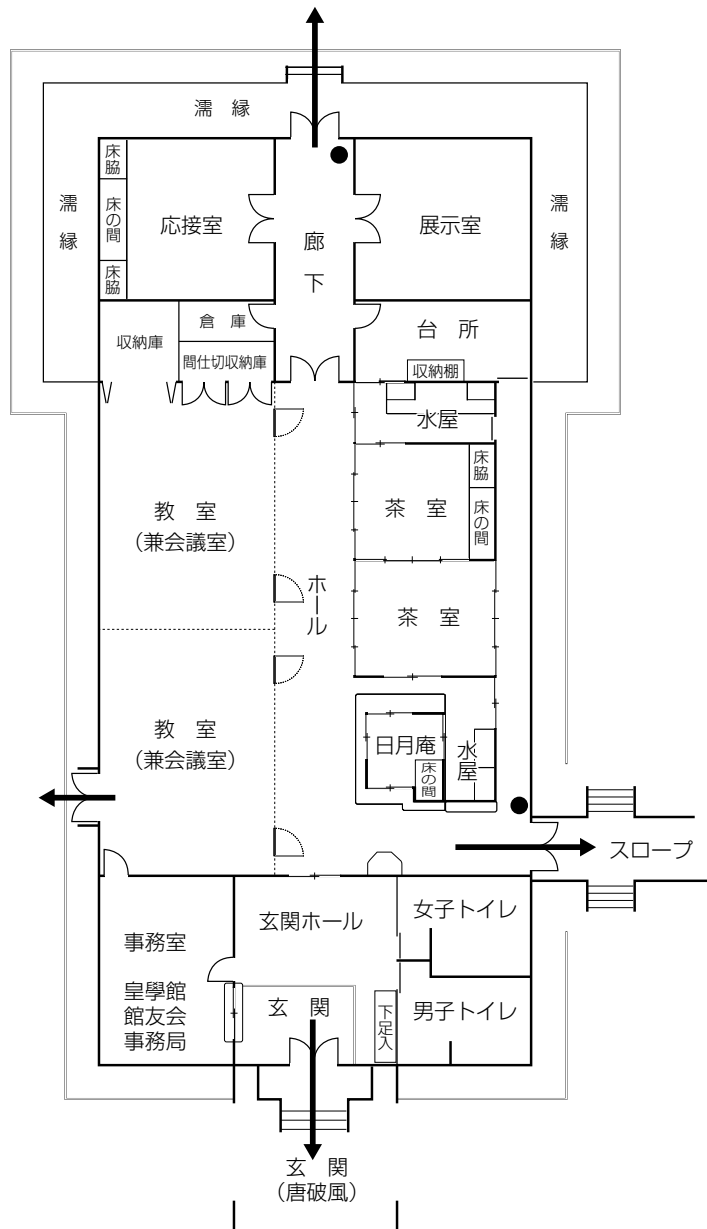 濡　縁
濡縁
床脇
床の間
床脇
応接室
廊下
展示室
濡縁
収納庫
倉　庫
間仕切収納庫
台　所
収納棚
水屋
教　室
（兼会議室）
ホール
茶　室
床脇
床の間
茶　室
教　室
（兼会議室）
日月庵
床の間
水屋
スロープ
事務室
皇學館
館友会
事務局
玄関ホール
女子トイレ
玄　関
下足入
男子トイレ
玄　関
（唐破風）